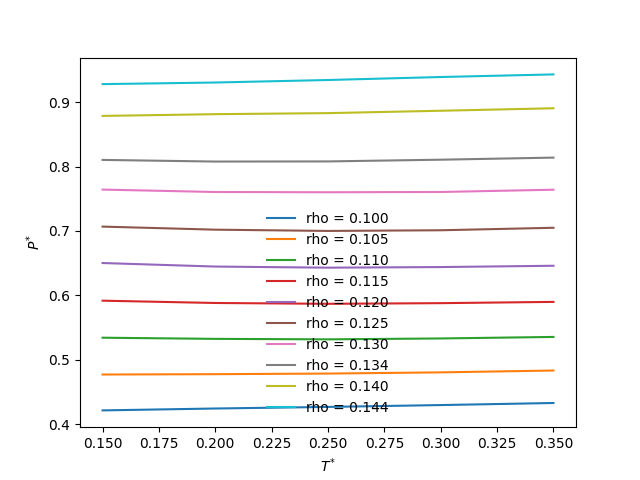 P*
0.9
0.8
0.7
0.6
0.5
0.4
rho = 0.100
rho = 0.105
rho = 0.110
rho = 0.115
rho = 0.120
rho = 0.125
rho = 0.130
rho = 0.134
rho = 0.140
rho = 0.144
0.150 0.175 0.200 0.225 0.250 0.275 0.300 0.325 0.350
T*